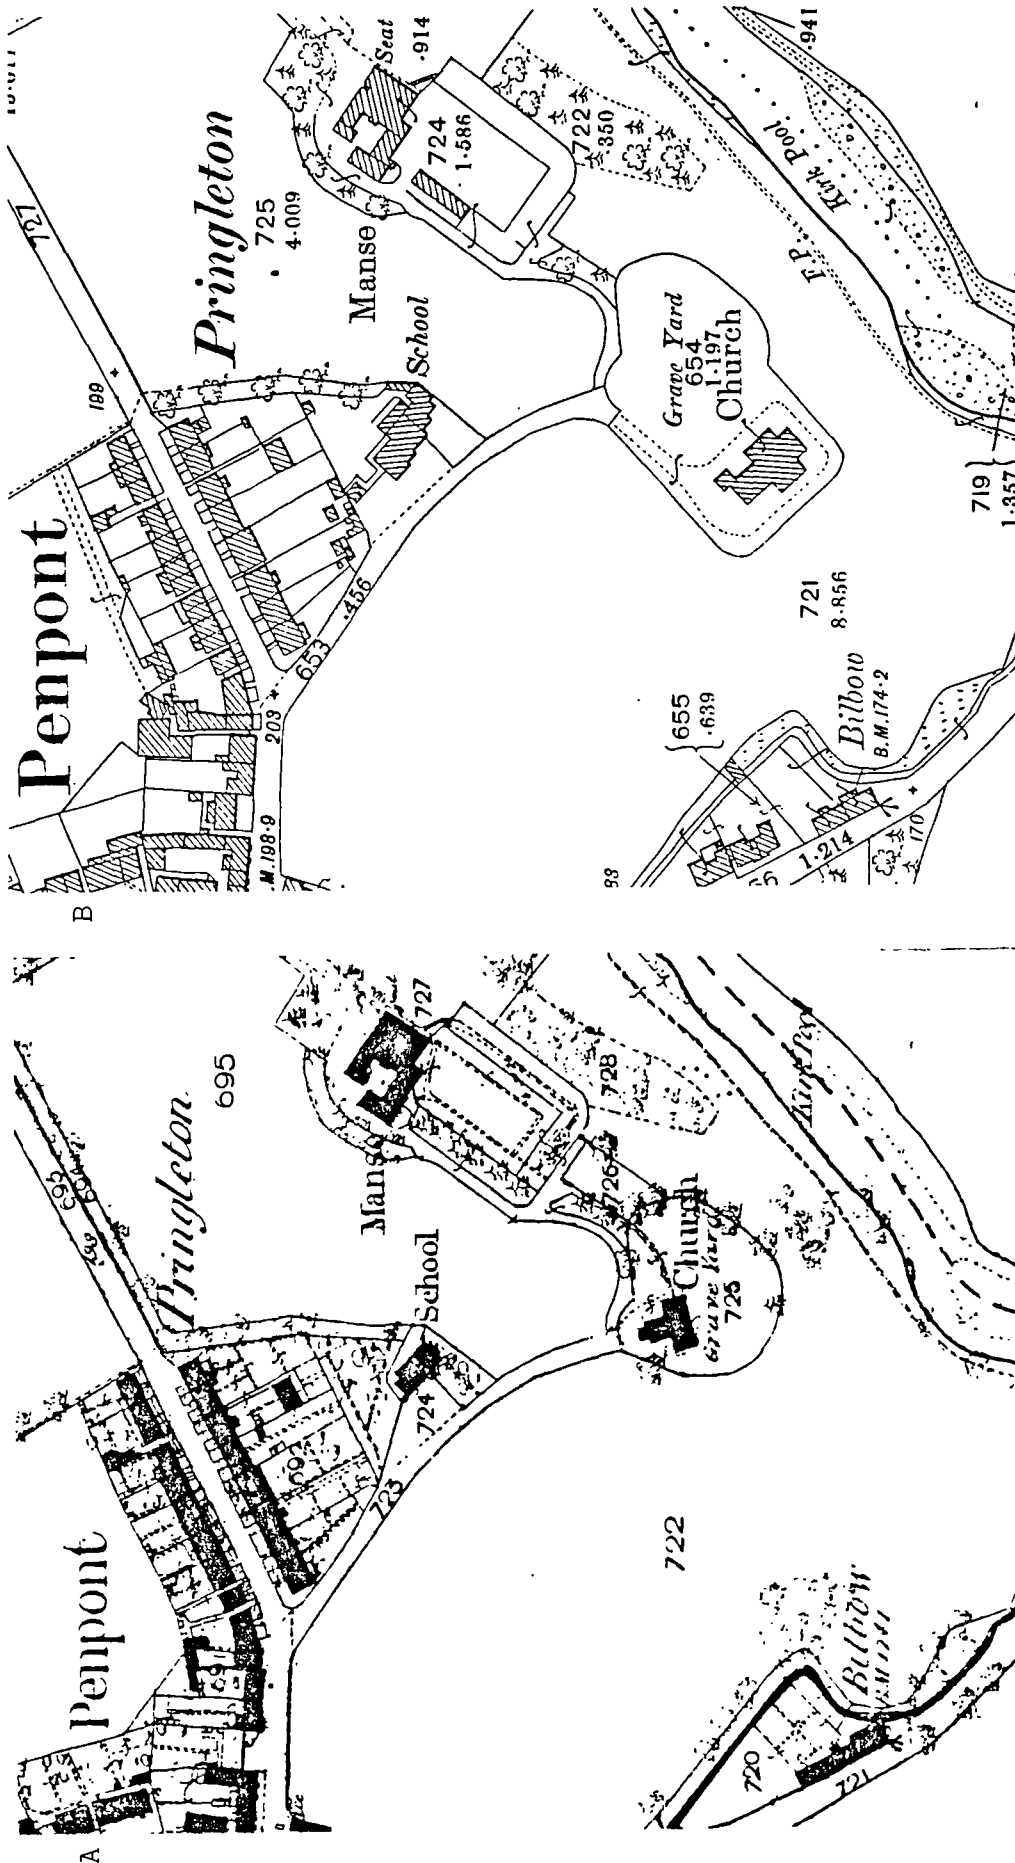 A
Penpont
Pringleton
695
693
Manse
School
727
728
726
Church
Grave Yard
725
724
723
722
720
721
B
Penpont
Pringleton
727
199
725
4·009
Manse
School
Seat
·914
724
1·586
722
·350
Grave Yard
654
1·197
Church
F.P.
Kirk Pool
·941
203
M.198·9
653
·456
719
1·357
721
8·856
655
·639
Bilbow
B.M.174·2
1·214
170